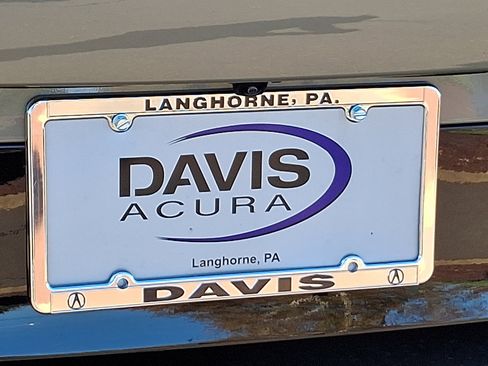 LANGHORNE, PA.
DAVIS
ACURA
Langhorne, PA
DAVIS